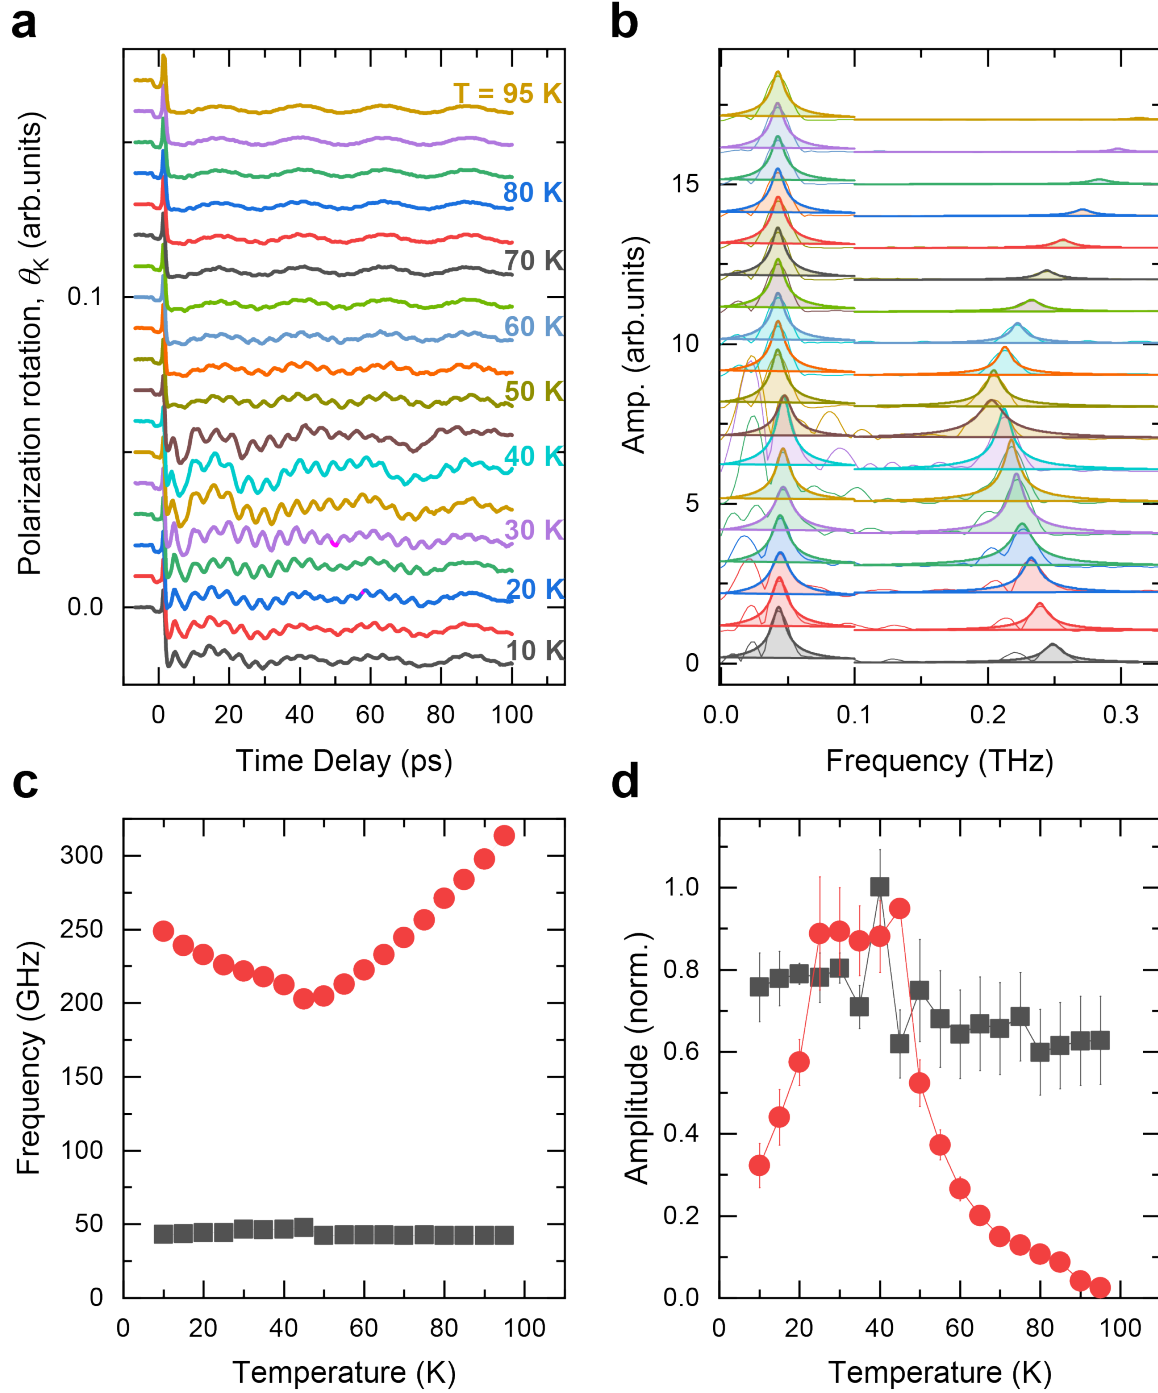 a
Polarization rotation, θK (arb.units)
0.1
0.0
T = 95 K
80 K
70 K
60 K
50 K
40 K
30 K
20 K
10 K
0 20 40 60 80 100
Time Delay (ps)
b
Amp. (arb.units)
15
10
5
0
0.0 0.1 0.2 0.3
Frequency (THz)
c
Frequency (GHz)
300
250
200
150
100
50
0
0 20 40 60 80 100
Temperature (K)
d
Amplitude (norm.)
1.0
0.8
0.6
0.4
0.2
0.0
0 20 40 60 80 100
Temperature (K)